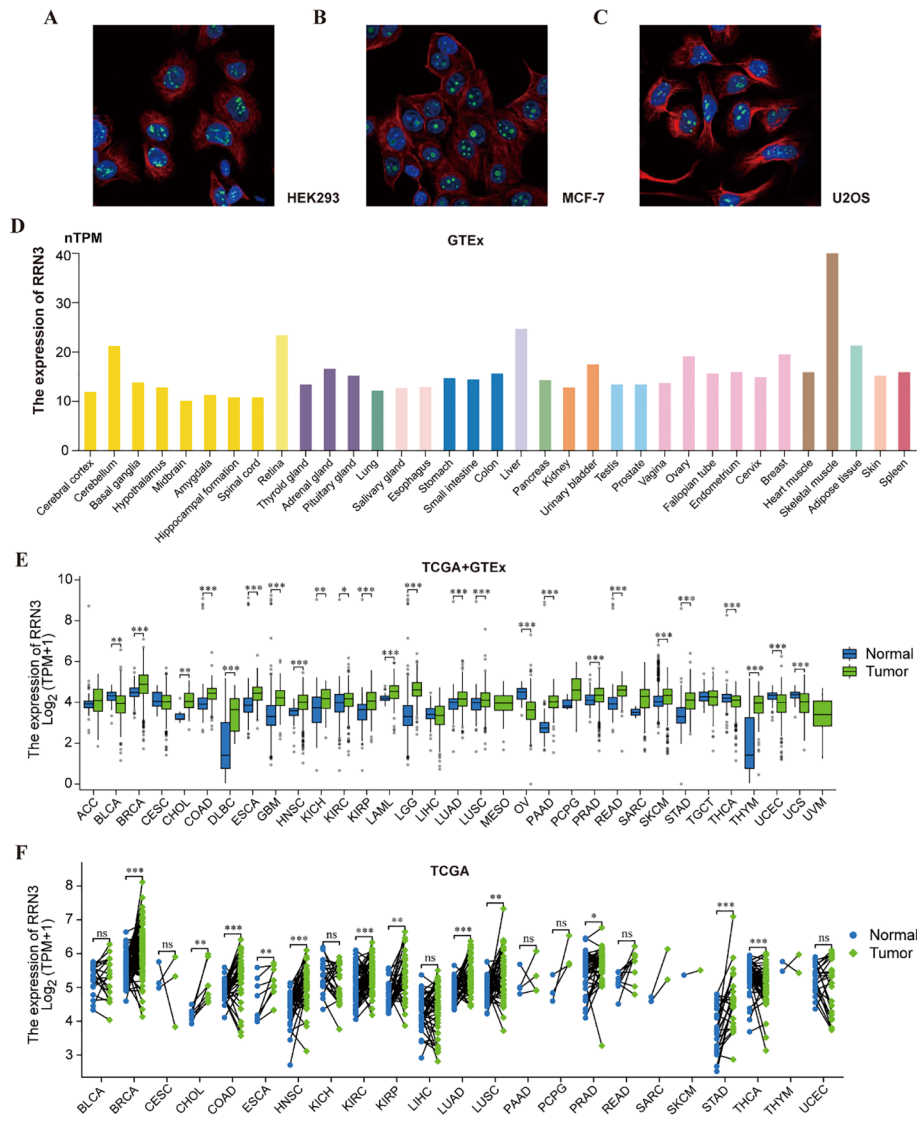 A
B
C
HEK293
MCF-7
U2OS
D
nTPM
GTEx
The expression of RRN3
40
30
20
10
0
Cerebral cortex
Cerebellum
Basal ganglia
Hypothalamus
Midbrain
Amygdala
Hippocampal formation
Spinal cord
Retina
Thyroid gland
Adrenal gland
Pituitary gland
Lung
Salivary gland
Esophagus
Stomach
Small intestine
Colon
Liver
Pancreas
Kidney
Urinary bladder
Testis
Prostate
Vagina
Ovary
Fallopian tube
Endometrium
Cervix
Breast
Heart muscle
Skeletal muscle
Adipose tissue
Skin
Spleen
E
TCGA+GTEx
The expression of RRN3
Log2 (TPM+1)
10
8
6
4
2
0
** *** ** *** *** *** *** *** ** * *** *** *** *** *** *** *** *** *** *** *** *** *** *** ***
Normal
Tumor
ACC
BLCA
BRCA
CESC
CHOL
COAD
DLBC
ESCA
GBM
HNSC
KICH
KIRC
KIRP
LAML
LGG
LIHC
LUAD
LUSC
MESO
OV
PAAD
PCPG
PRAD
READ
SARC
SKCM
STAD
TGCT
THCA
THYM
UCEC
UCS
UVM
F
TCGA
The expression of RRN3
Log2 (TPM+1)
8
7
6
5
4
3
ns *** ns ** *** ** *** ns *** ** ns *** ** ns ns * ns *** *** ns
Normal
Tumor
BLCA
BRCA
CESC
CHOL
COAD
ESCA
HNSC
KICH
KIRC
KIRP
LIHC
LUAD
LUSC
PAAD
PCPG
PRAD
READ
SARC
SKCM
STAD
THCA
THYM
UCEC